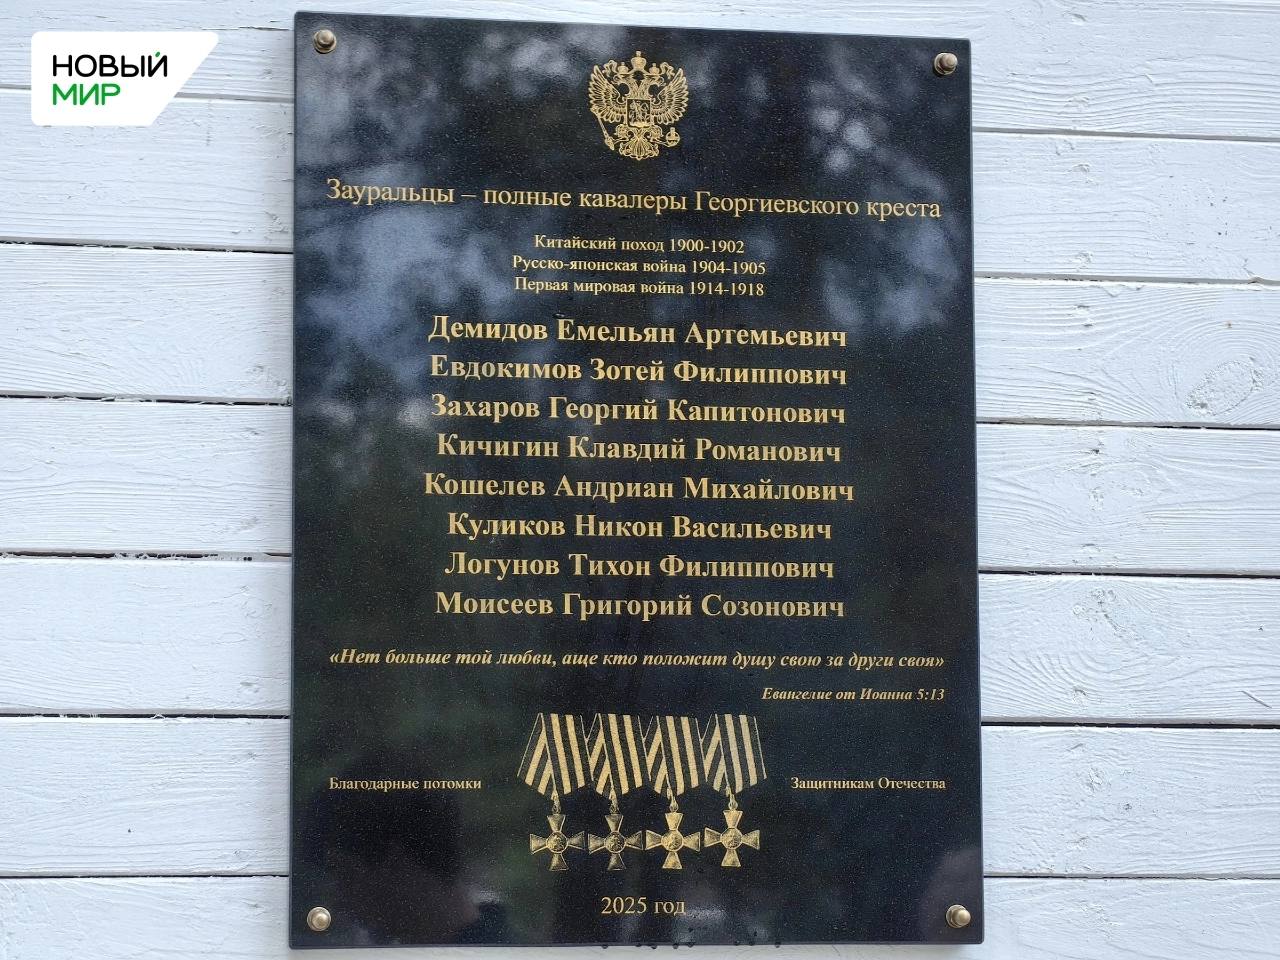 НОВЫЙ
МИР
Зауральцы – полные кавалеры Георгиевского креста
Китайский поход 1900-1902
Русско-японская война 1904-1905
Первая мировая война 1914-1918
Демидов Емельян Артемьевич
Евдокимов Зотей Филиппович
Захаров Георгий Капитонович
Кичигин Клавдий Романович
Кошелев Андриан Михайлович
Куликов Никон Васильевич
Логунов Тихон Филиппович
Моисеев Григорий Созонович
«Нет больше той любви, аще кто положит душу свою за други своя»
Евангелие от Иоанна 5:13
Благодарные потомки
Защитникам Отечества
2025 год